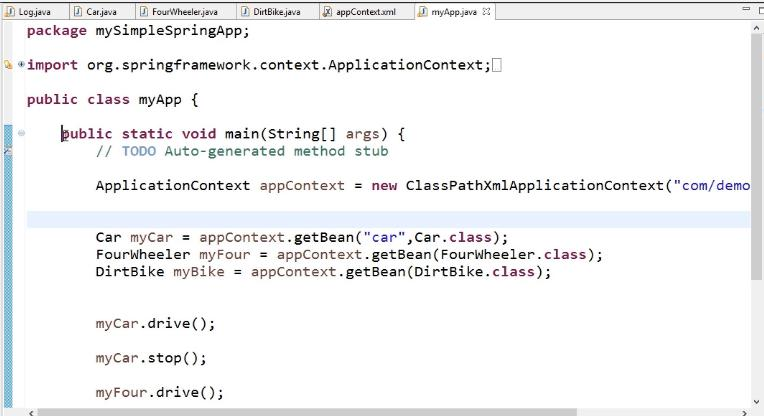 Log.java Car.java FourWheeler.java DirtBike.java appContext.xml myApp.java
package mySimpleSpringApp;
import org.springframework.context.ApplicationContext;
public class myApp {
public static void main(String[] args) {
// TODO Auto-generated method stub
ApplicationContext appContext = new ClassPathXmlApplicationContext("com/demo
Car myCar = appContext.getBean("car",Car.class);
FourWheeler myFour = appContext.getBean(FourWheeler.class);
DirtBike myBike = appContext.getBean(DirtBike.class);
myCar.drive();
myCar.stop();
myFour.drive();